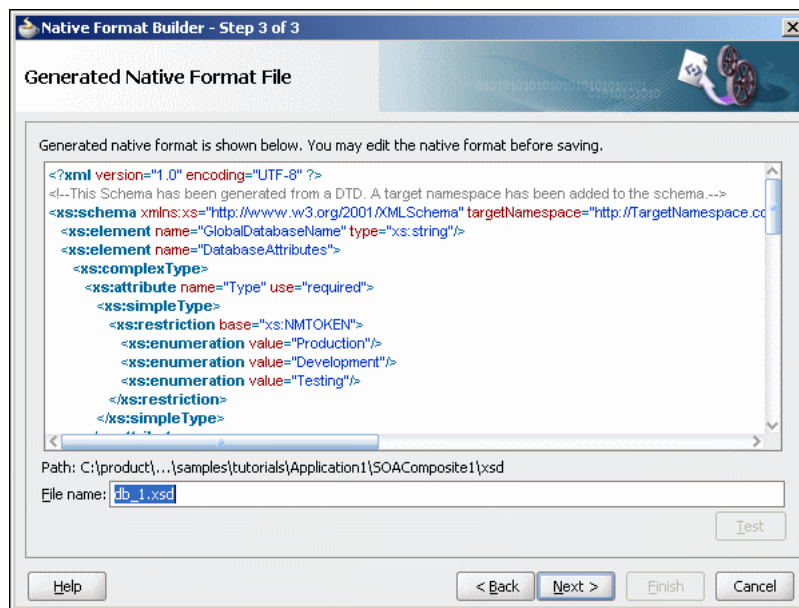 Native Format Builder - Step 3 of 3
Generated Native Format File
Generated native format is shown below. You may edit the native format before saving.
<?xml version="1.0" encoding="UTF-8" ?>
<!--This Schema has been generated from a DTD. A target namespace has been added to the schema.-->
<xs:schema xmlns:xs="http://www.w3.org/2001/XMLSchema" targetNamespace="http://TargetNamespace.co
<xs:element name="GlobalDatabaseName" type="xs:string"/>
<xs:element name="DatabaseAttributes">
<xs:complexType>
<xs:attribute name="Type" use="required">
<xs:simpleType>
<xs:restriction base="xs:NMTOKEN">
<xs:enumeration value="Production"/>
<xs:enumeration value="Development"/>
<xs:enumeration value="Testing"/>
</xs:restriction>
</xs:simpleType>
Path: C:\product\...\samples\tutorials\Application1\SOAComposite1\xsd
File name: db_1.xsd
Test
Help
< Back
Next >
Finish
Cancel